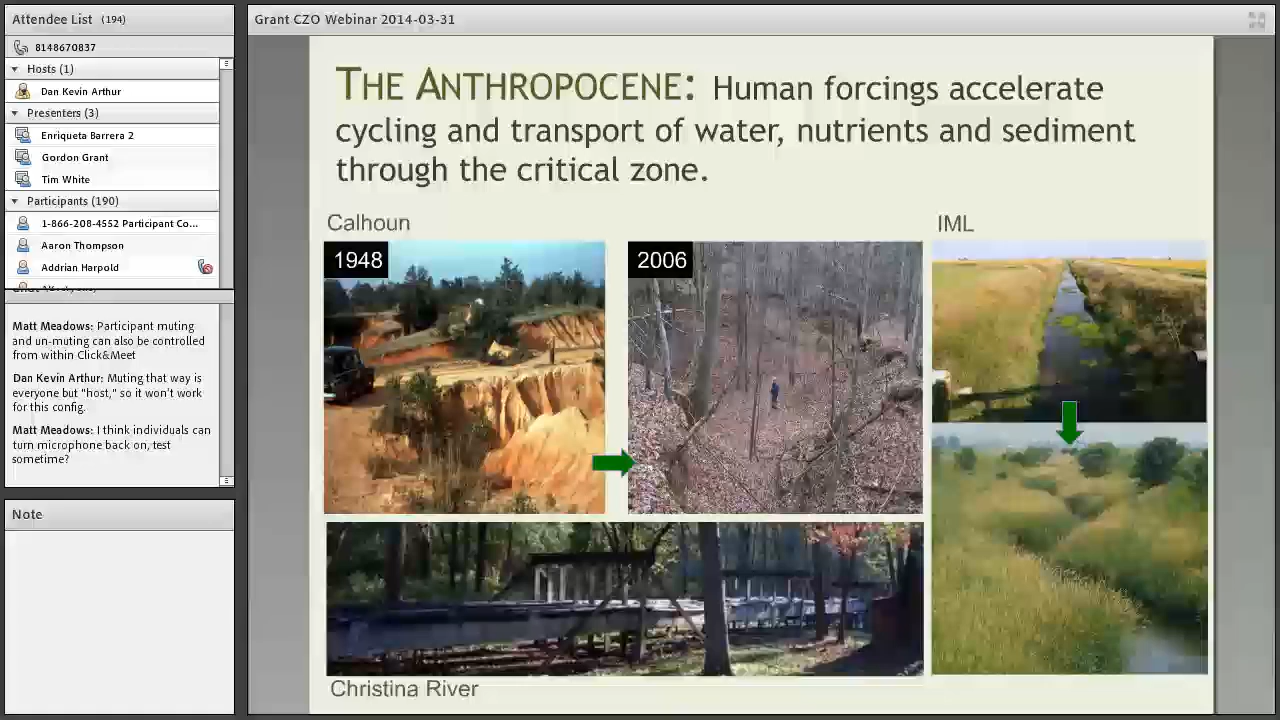 Attendee List (194)
8148670837
Hosts (1)
Dan Kevin Arthur
Presenters (3)
Enriqueta Barrera 2
Gordon Grant
Tim White
Participants (190)
1-866-208-4552 Participant Co...
Aaron Thompson
Addrian Harpold
Matt Meadows: Participant muting
and un-muting can also be controlled
from within Click&Meet
Dan Kevin Arthur: Muting that way is
everyone but "host," so it won't work
for this config.
Matt Meadows: I think individuals can
turn microphone back on, test
sometime?
Note
Grant CZO Webinar 2014-03-31
THE ANTHROPOCENE: Human forcings accelerate
cycling and transport of water, nutrients and sediment
through the critical zone.
Calhoun
IML
1948
2006
Christina River